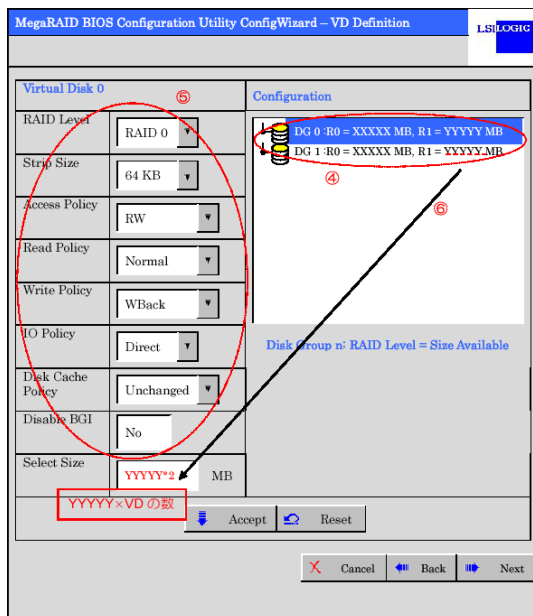 MegaRAID BIOS Configuration Utility ConfigWizard – VD Definition
LSI LOGIC
Virtual Disk 0
⑤
Configuration
RAID Level
RAID 0
DG 0 :R0 = XXXXX MB, R1 = YYYYY MB
DG 1 :R0 = XXXXX MB, R1 = YYYYY MB
④
⑥
Strip Size
64 KB
Access Policy
RW
Read Policy
Normal
Write Policy
WBack
IO Policy
Direct
Disk Group n: RAID Level = Size Available
Disk Cache
Policy
Unchanged
Disable BGI
No
Select Size
YYYYY*2
MB
YYYYY×VD の数
Accept
Reset
Cancel
Back
Next